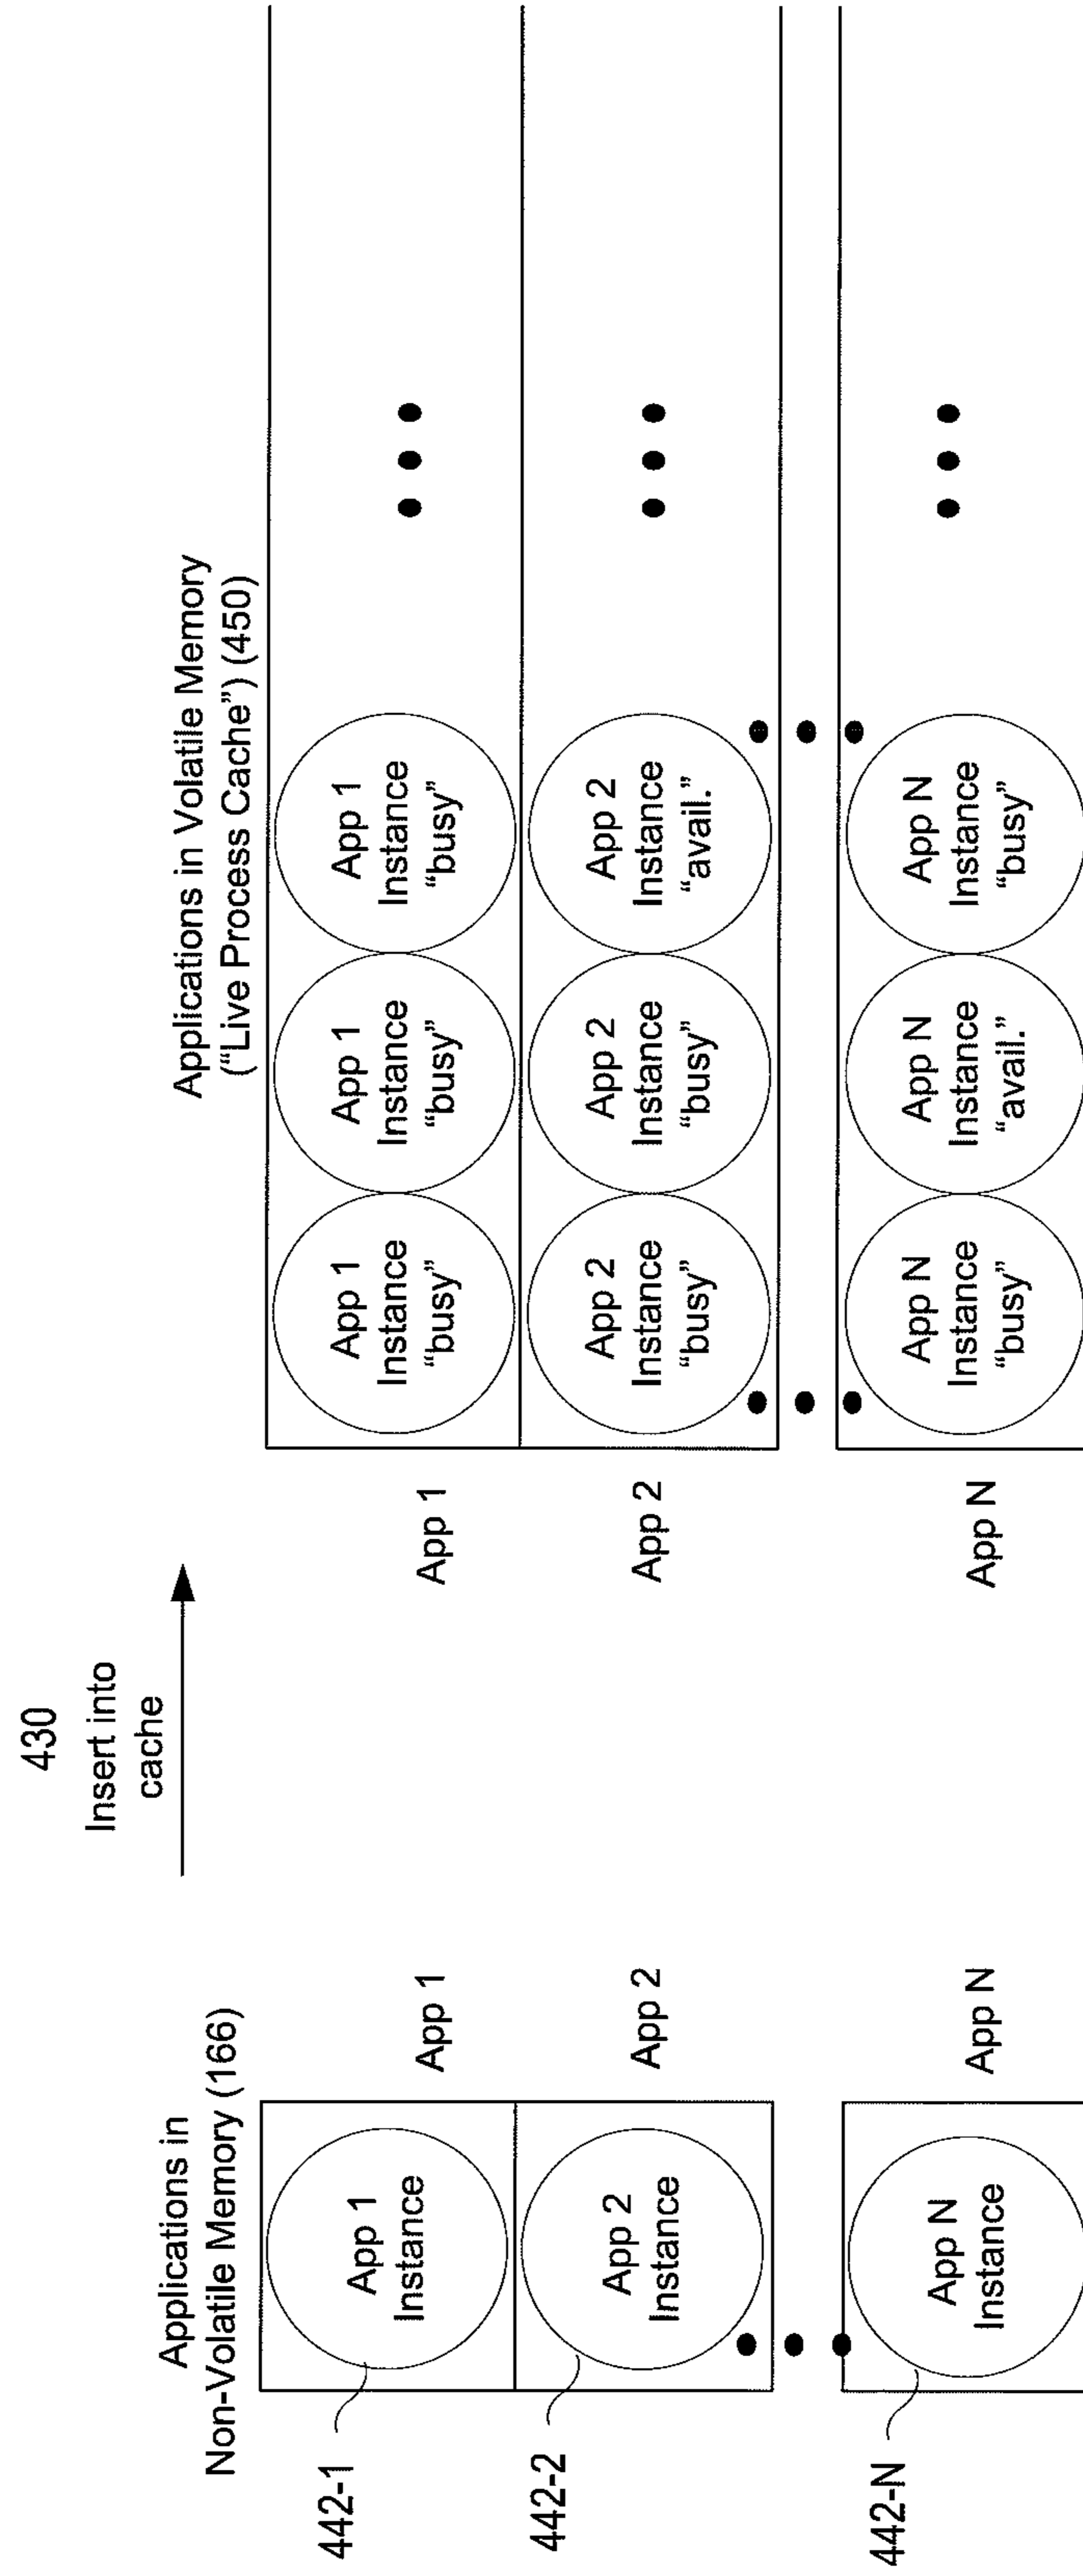 430
Insert into
cache
Applications in
Non-Volatile Memory (166)
Applications in Volatile Memory
(“Live Process Cache”) (450)
442-1
App 1
Instance
App 1
App 1
App 1
Instance
“busy”
App 1
Instance
“busy”
App 1
Instance
“busy”
442-2
App 2
Instance
App 2
App 2
App 2
Instance
“busy”
App 2
Instance
“busy”
App 2
Instance
“avail.”
442-N
App N
Instance
App N
App N
App N
Instance
“busy”
App N
Instance
“avail.”
App N
Instance
“busy”